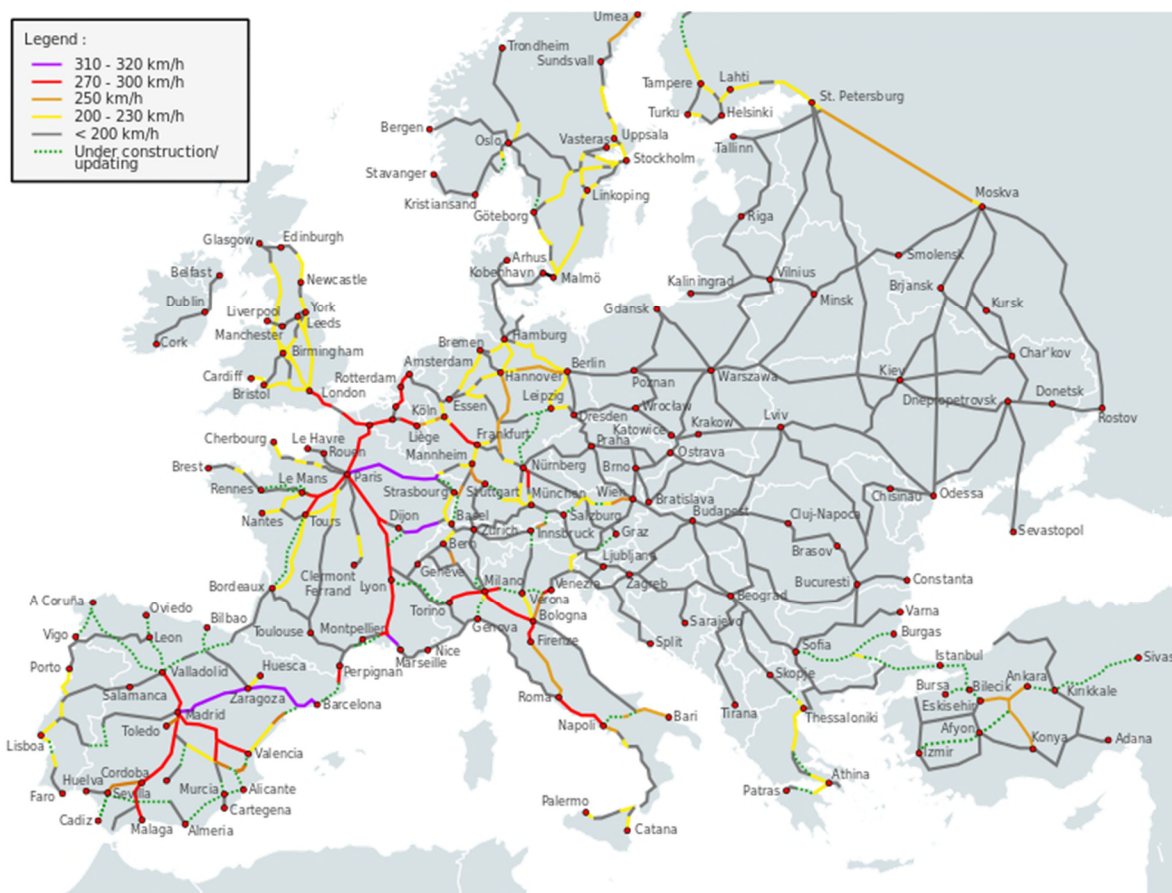 Legend :
310 - 320 km/h
270 - 300 km/h
250 km/h
200 - 230 km/h
< 200 km/h
Under construction/
updating
Umea
Trondheim
Sundsvall
Tampere
Lahti
St. Petersburg
Turku
Helsinki
Bergen
Oslo
Vasteras
Uppsala
Tallinn
Stockholm
Stavanger
Kristiansand
Linkoping
Göteborg
Moskva
Riga
Glasgow
Edinburgh
Arhus
Smolensk
Belfast
Kobenhavn
Malmö
Newcastle
Kaliningrad
Vilnius
Brjansk
Dublin
Liverpool
York
Gdansk
Minsk
Kursk
Leeds
Manchester
Hamburg
Cork
Bremen
Birmingham
Amsterdam
Berlin
Char'kov
Cardiff
Rotterdam
Hannover
Poznan
Warszawa
Kiev
Bristol
London
Leipzig
Donetsk
Essen
Wrocław
Dnepropetrovsk
Köln
Dresden
Rostov
Katowice
Krakow
Lviv
Liège
Frankfurt
Cherbourg
Le Havre
Praha
Rouen
Mannheim
Ostrava
Brest
Le Mans
Paris
Nürnberg
Brno
Rennes
Strasbourg
Stuttgart
München
Wien
Bratislava
Chisinau
Odessa
Nantes
Tours
Dijon
Basel
Salzburg
Budapest
Cluj-Napoca
Zurich
Innsbruck
Graz
Sevastopol
Bern
Brasov
Ljubljana
Clermont
Ferrand
Geneve
Lyon
Milano
Venezia
Zagreb
Bucuresti
Constanta
Bordeaux
Verona
Beograd
A Coruña
Oviedo
Torino
Bologna
Varna
Bilbao
Genova
Sarajevo
Vigo
Leon
Toulouse
Montpellier
Firenze
Split
Sofia
Burgas
Nice
Marseille
Porto
Valladolid
Huesca
Perpignan
Istanbul
Sivas
Skopje
Ankara
Salamanca
Zaragoza
Roma
Bursa
Bilecik
Kirikkale
Barcelona
Tirana
Eskisehir
Madrid
Bari
Thessaloniki
Toledo
Napoli
Afyon
Lisboa
Valencia
Izmir
Konya
Adana
Huelva
Cordoba
Athina
Faro
Sevilla
Murcia
Alicante
Patras
Cartegena
Palermo
Cadiz
Malaga
Almeria
Catana